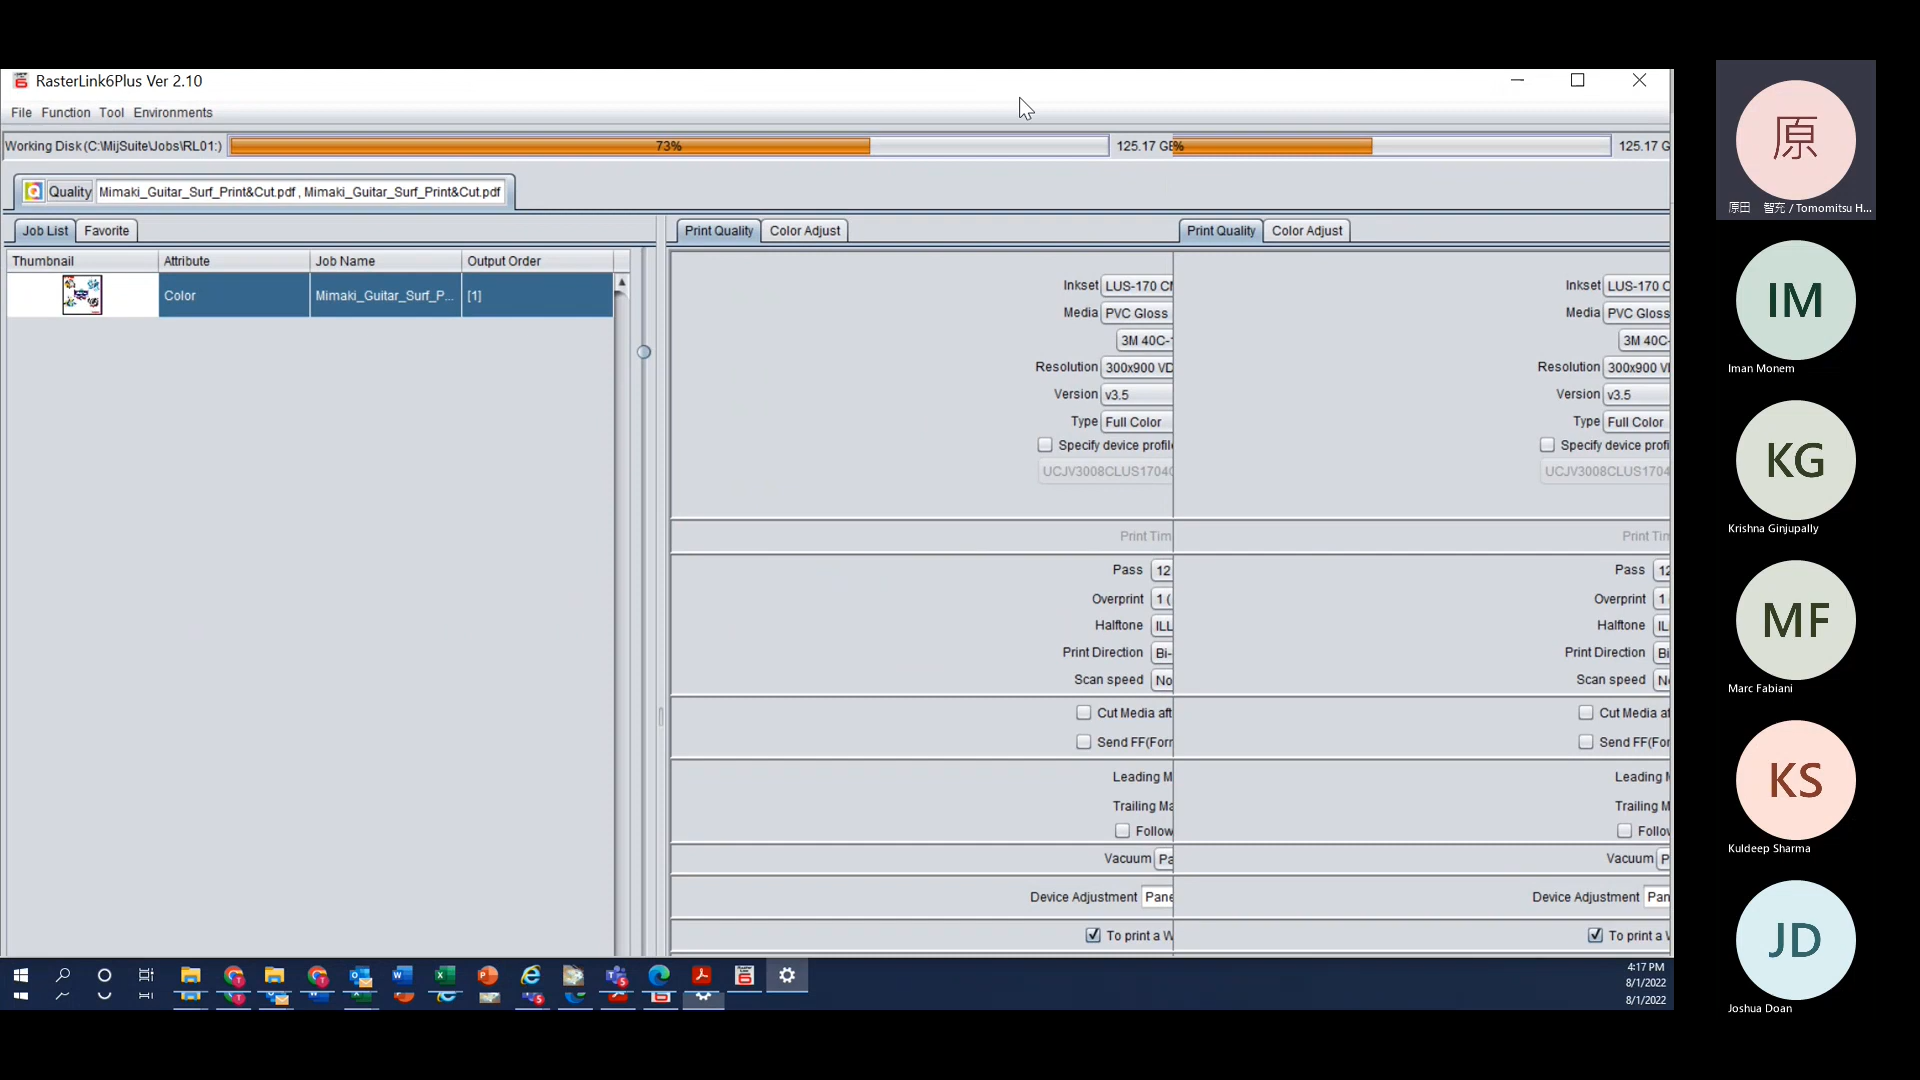 RasterLink6Plus Ver 2.10
File Function Tool Environments
Working Disk (C:\MijSuite\Jobs\RL01:) 73% 125.17 GB % 125.17 G
Quality Mimaki_Guitar_Surf_Print&Cut.pdf , Mimaki_Guitar_Surf_Print&Cut.pdf
Job List Favorite
Thumbnail Attribute Job Name Output Order
Color Mimaki_Guitar_Surf_P... [1]
Print Quality Color Adjust
Inkset LUS-170 C
Media PVC Gloss
3M 40C-
Resolution 300x900 VD
Version v3.5
Type Full Color
Specify device profil
UCJV3008CLUS1704
Print Tim
Pass 12
Overprint 1 (
Halftone ILL
Print Direction Bi-
Scan speed No
Cut Media aft
Send FF(For
Leading M
Trailing Ma
Follow
Vacuum Pa
Device Adjustment Pane
To print a W
Print Quality Color Adjust
Inkset LUS-170 C
Media PVC Gloss
3M 40C-
Resolution 300x900 V
Version v3.5
Type Full Color
Specify device profi
UCJV3008CLUS1704
Print Tin
Pass 12
Overprint 1
Halftone IL
Print Direction Bi
Scan speed N
Cut Media af
Send FF(For
Leading M
Trailing M
Follow
Vacuum P
Device Adjustment Pan
To print a
4:17 PM
8/1/2022
8/1/2022
原
原田 智充 / Tomomitsu H...
IM
Iman Monem
KG
Krishna Ginjupally
MF
Marc Fabiani
KS
Kuldeep Sharma
JD
Joshua Doan